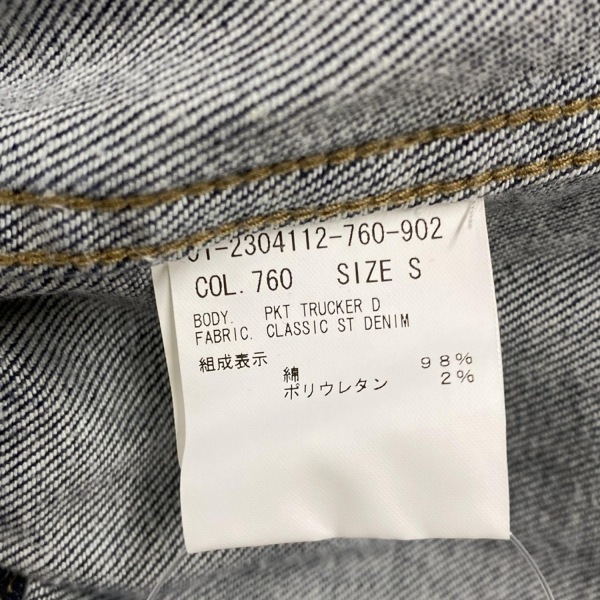 01-2304112-760-902
COL. 760 SIZE S
BODY. PKT TRUCKER D
FABRIC. CLASSIC ST DENIM
組成表示
綿 98%
ポリウレタン 2%